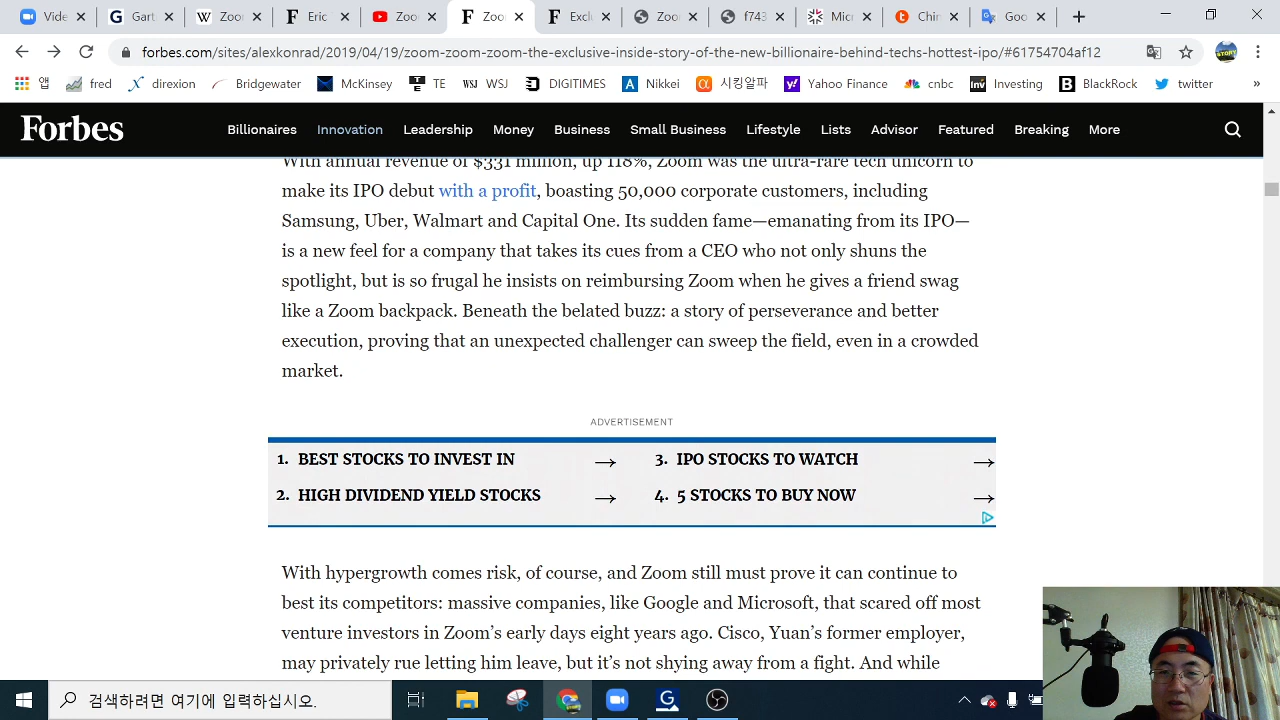 Vide
Gart
Zoo
Eric
Zoo
Zoo
Exclu
Zoo
f743
Micr
Chin
Goo
forbes.com/sites/alexkonrad/2019/04/19/zoom-zoom-zoom-the-exclusive-inside-story-of-the-new-billionaire-behind-techs-hottest-ipo/#61754704af12
앱 fred direxion Bridgewater McKinsey TE WSJ DIGITIMES Nikkei 시킹알파 Yahoo Finance cnbc Investing BlackRock twitter »
Forbes
Billionaires Innovation Leadership Money Business Small Business Lifestyle Lists Advisor Featured Breaking More
With annual revenue of $331 million, up 118%, Zoom was the ultra-rare tech unicorn to
make its IPO debut with a profit, boasting 50,000 corporate customers, including
Samsung, Uber, Walmart and Capital One. Its sudden fame—emanating from its IPO—
is a new feel for a company that takes its cues from a CEO who not only shuns the
spotlight, but is so frugal he insists on reimbursing Zoom when he gives a friend swag
like a Zoom backpack. Beneath the belated buzz: a story of perseverance and better
execution, proving that an unexpected challenger can sweep the field, even in a crowded
market.
ADVERTISEMENT
1. BEST STOCKS TO INVEST IN → 3. IPO STOCKS TO WATCH →
2. HIGH DIVIDEND YIELD STOCKS → 4. 5 STOCKS TO BUY NOW →
With hypergrowth comes risk, of course, and Zoom still must prove it can continue to
best its competitors: massive companies, like Google and Microsoft, that scared off most
venture investors in Zoom’s early days eight years ago. Cisco, Yuan’s former employer,
may privately rue letting him leave, but it’s not shying away from a fight. And while
검색하려면 여기에 입력하십시오.